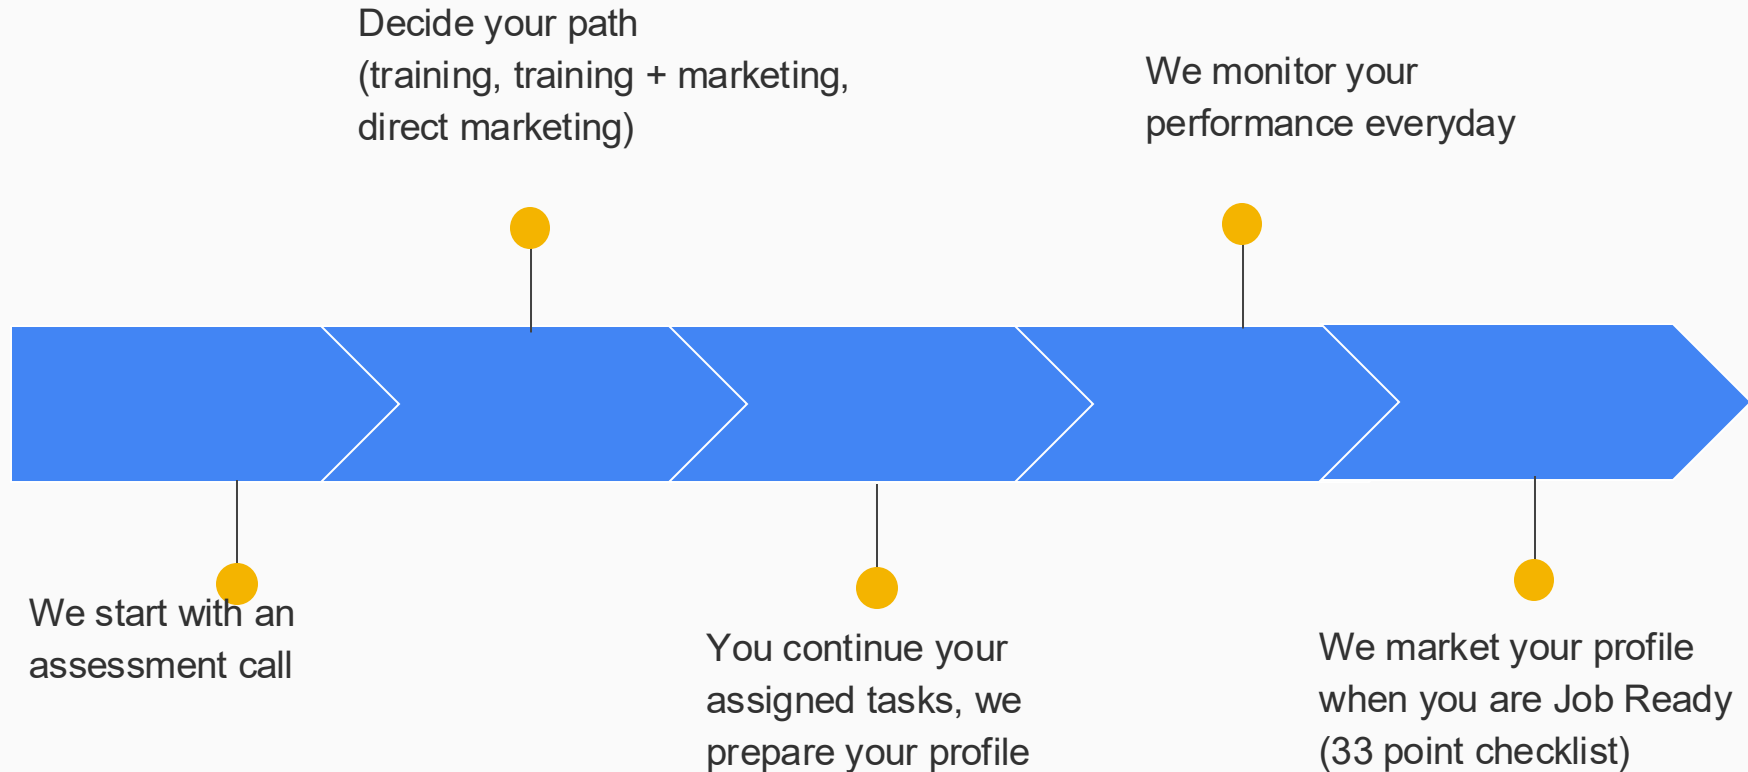 Decide your path
(training, training + marketing,
direct marketing)
We monitor your
performance everyday
We start with an
assessment call
You continue your
assigned tasks, we
prepare your profile
We market your profile
when you are Job Ready
(33 point checklist)